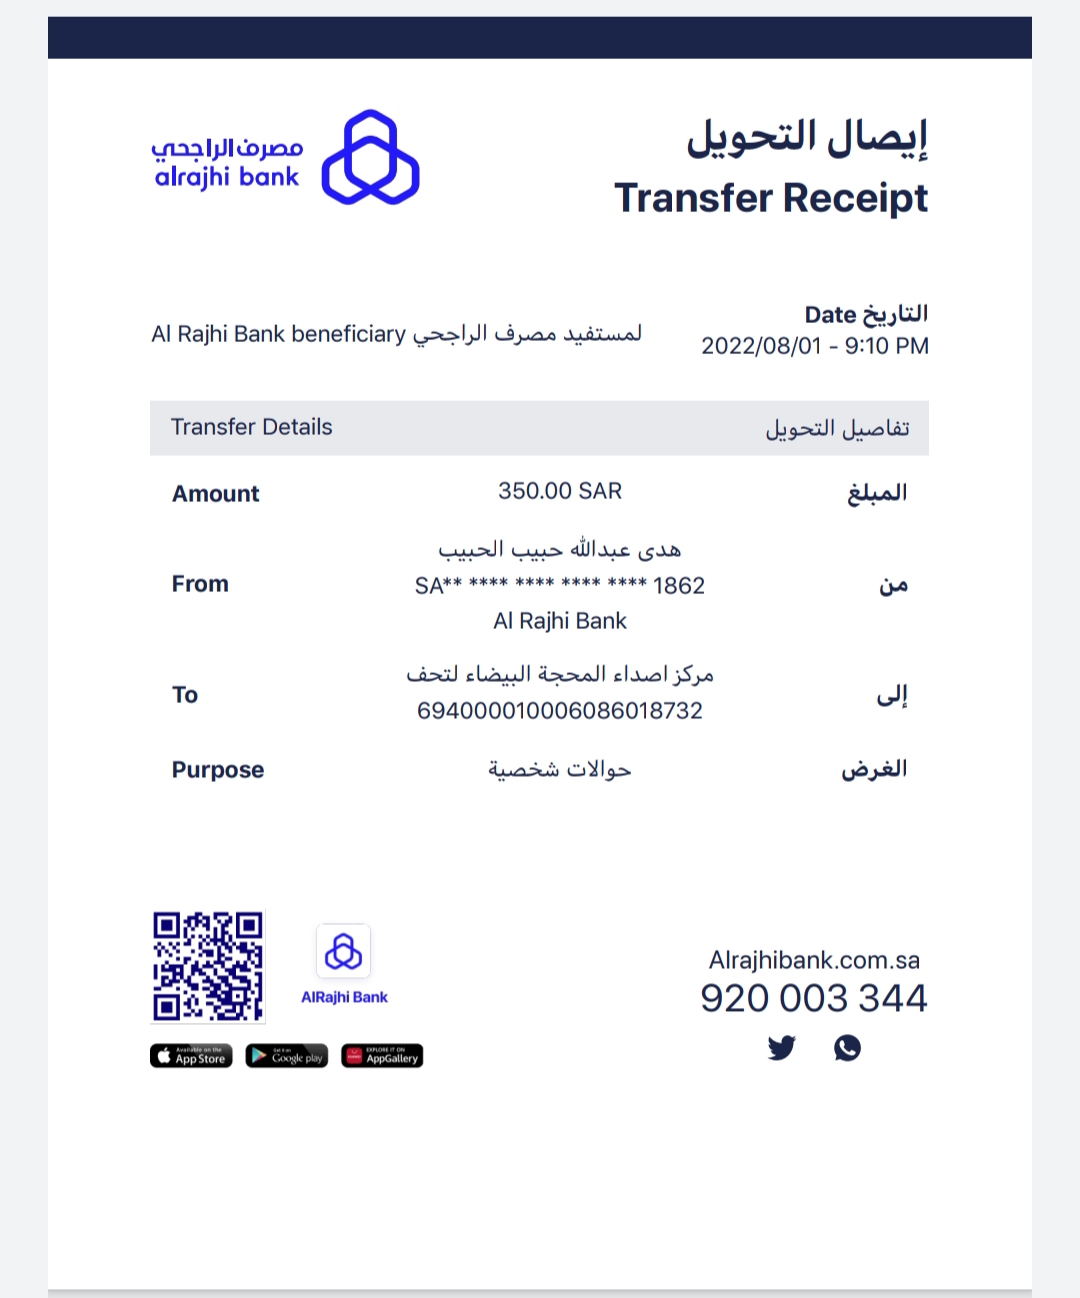 مصرف الراجحي
alrajhi bank
إيصال التحويل
Transfer Receipt
التاريخ Date
2022/08/01 - 9:10 PM
Al Rajhi Bank beneficiary لمستفيد مصرف الراجحي
Transfer Details تفاصيل التحويل
Amount 350.00 SAR المبلغ
هدى عبدالله حبيب الحبيب
From SA** **** **** **** **** 1862 من
Al Rajhi Bank
مركز اصداء المحجة البيضاء لتحف
To إلى
694000010006086018732
Purpose حوالات شخصية الغرض
AlRajhi Bank
Available on the
App Store
Get it on
Google play
EXPLORE IT ON
AppGallery
Alrajhibank.com.sa
920 003 344